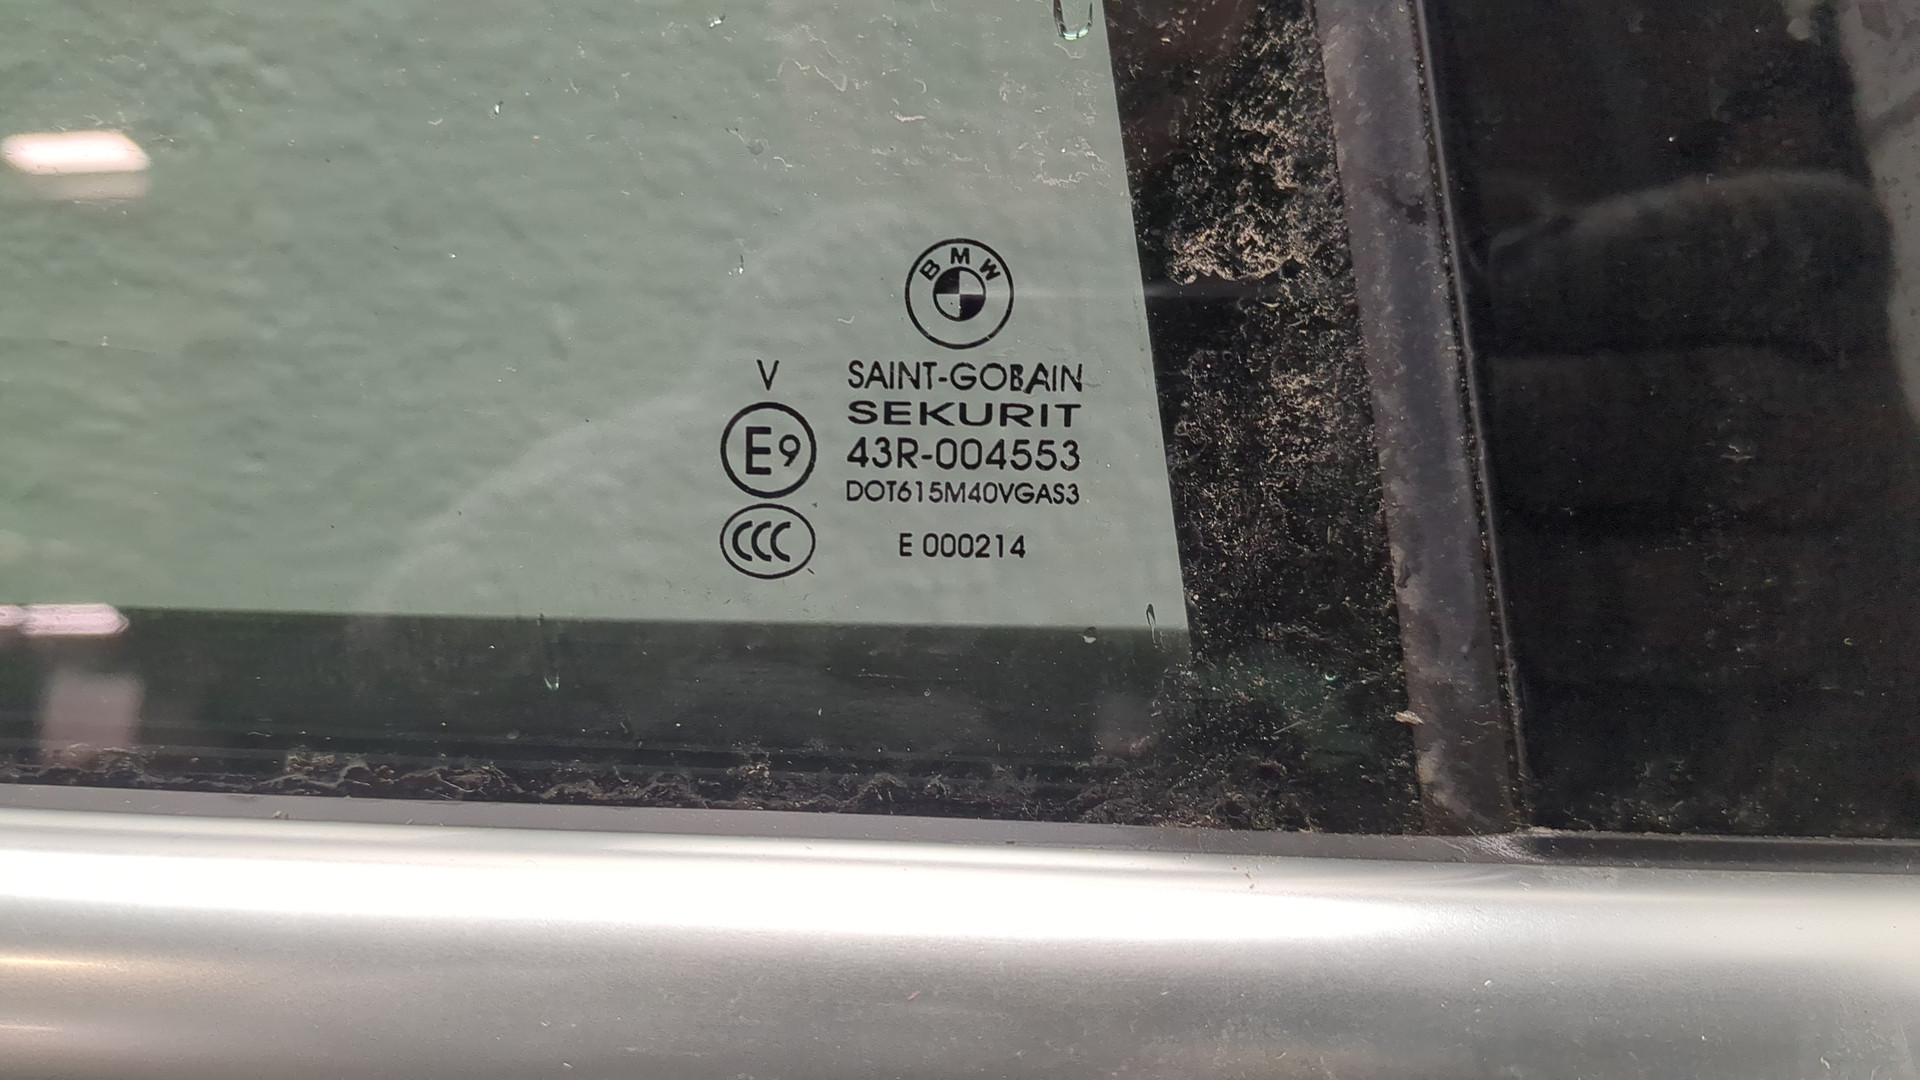 BMW
V
SAINT-GOBAIN
SEKURIT
E9
43R-004553
DOT615M40VGAS3
CCC
E 000214